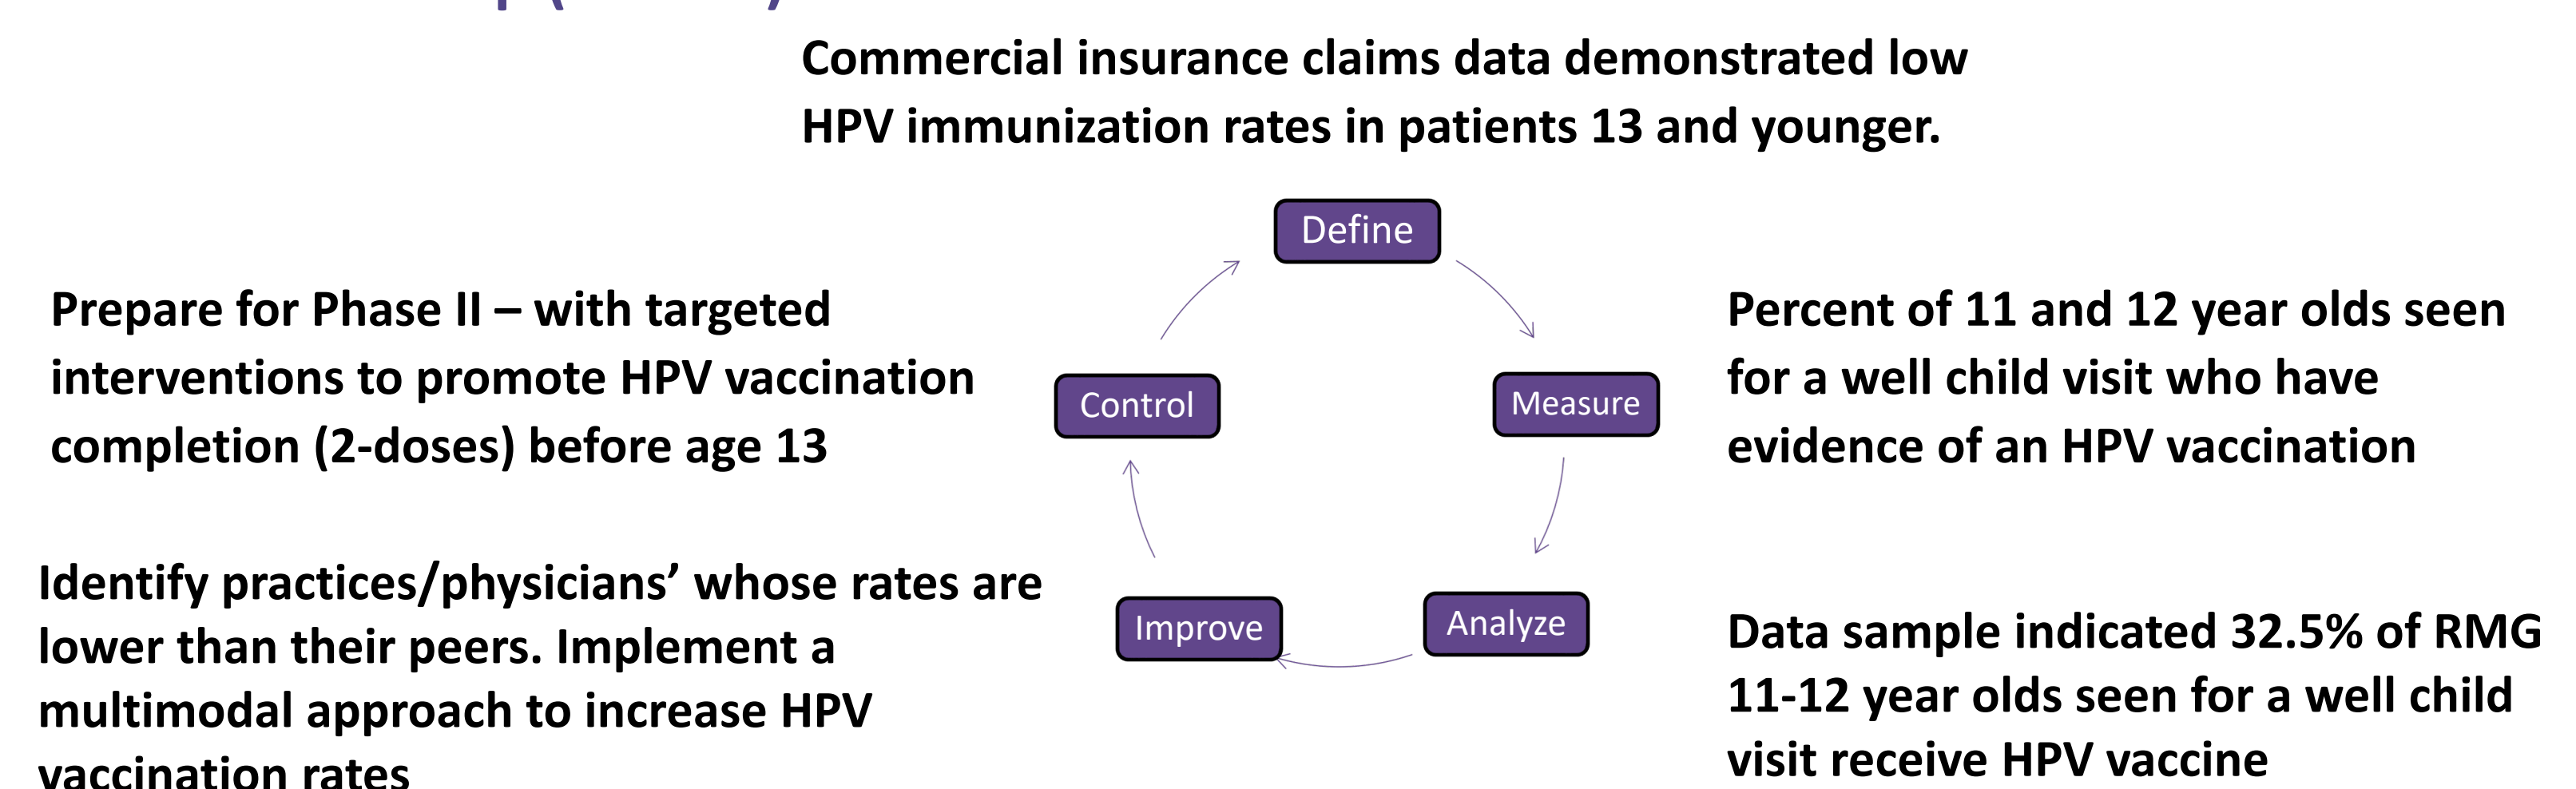 Commercial insurance claims data demonstrated low
HPV immunization rates in patients 13 and younger.
Define
Prepare for Phase II – with targeted
interventions to promote HPV vaccination
completion (2-doses) before age 13
Control
Measure
Percent of 11 and 12 year olds seen
for a well child visit who have
evidence of an HPV vaccination
Identify practices/physicians’ whose rates are
lower than their peers. Implement a
multimodal approach to increase HPV
vaccination rates
Improve
Analyze
Data sample indicated 32.5% of RMG
11-12 year olds seen for a well child
visit receive HPV vaccine